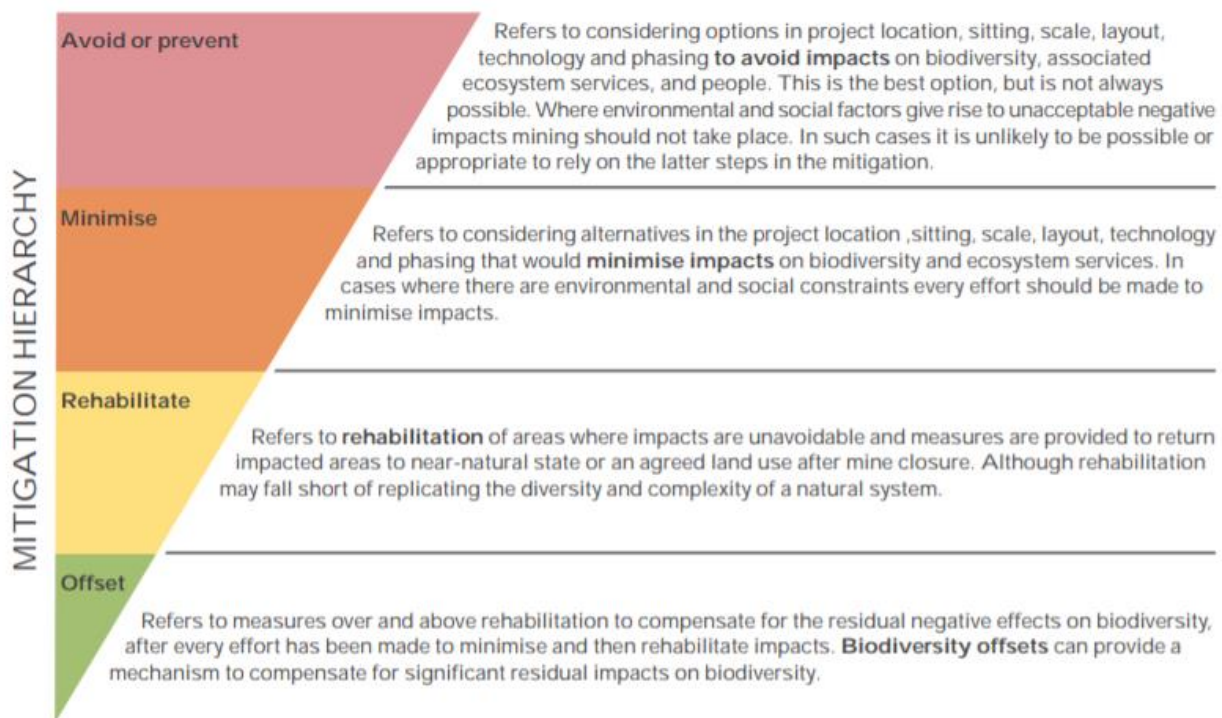 MITIGATION HIERARCHY
Avoid or prevent
Refers to considering options in project location, sitting, scale, layout,
technology and phasing to avoid impacts on biodiversity, associated
ecosystem services, and people. This is the best option, but is not always
possible. Where environmental and social factors give rise to unacceptable negative
impacts mining should not take place. In such cases it is unlikely to be possible or
appropriate to rely on the latter steps in the mitigation.
Minimise
Refers to considering alternatives in the project location ,sitting, scale, layout, technology
and phasing that would minimise impacts on biodiversity and ecosystem services. In
cases where there are environmental and social constraints every effort should be made to
minimise impacts.
Rehabilitate
Refers to rehabilitation of areas where impacts are unavoidable and measures are provided to return
impacted areas to near-natural state or an agreed land use after mine closure. Although rehabilitation
may fall short of replicating the diversity and complexity of a natural system.
Offset
Refers to measures over and above rehabilitation to compensate for the residual negative effects on biodiversity,
after every effort has been made to minimise and then rehabilitate impacts. Biodiversity offsets can provide a
mechanism to compensate for significant residual impacts on biodiversity.